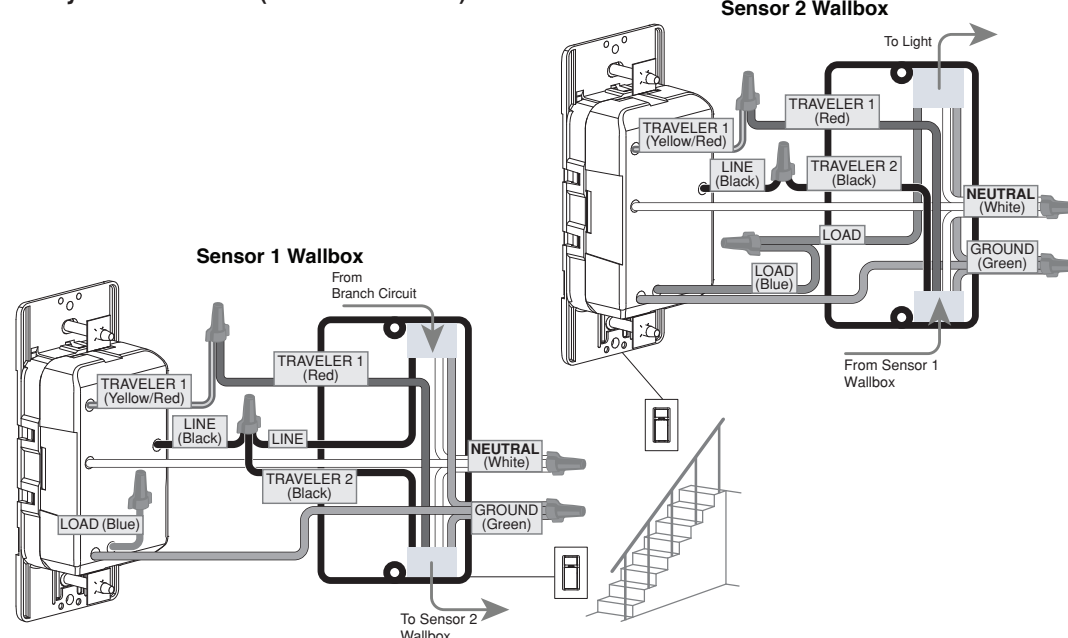 Sensor 2 Wallbox
To Light
TRAVELER 1
(Red)
TRAVELER 1
(Yellow/Red)
LINE
(Black)
TRAVELER 2
(Black)
NEUTRAL
(White)
LOAD
GROUND
(Green)
LOAD
(Blue)
From Sensor 1
Wallbox
Sensor 1 Wallbox
From
Branch Circuit
TRAVELER 1
(Red)
TRAVELER 1
(Yellow/Red)
LINE
(Black)
LINE
NEUTRAL
(White)
TRAVELER 2
(Black)
LOAD (Blue)
GROUND
(Green)
To Sensor 2
Wallbox